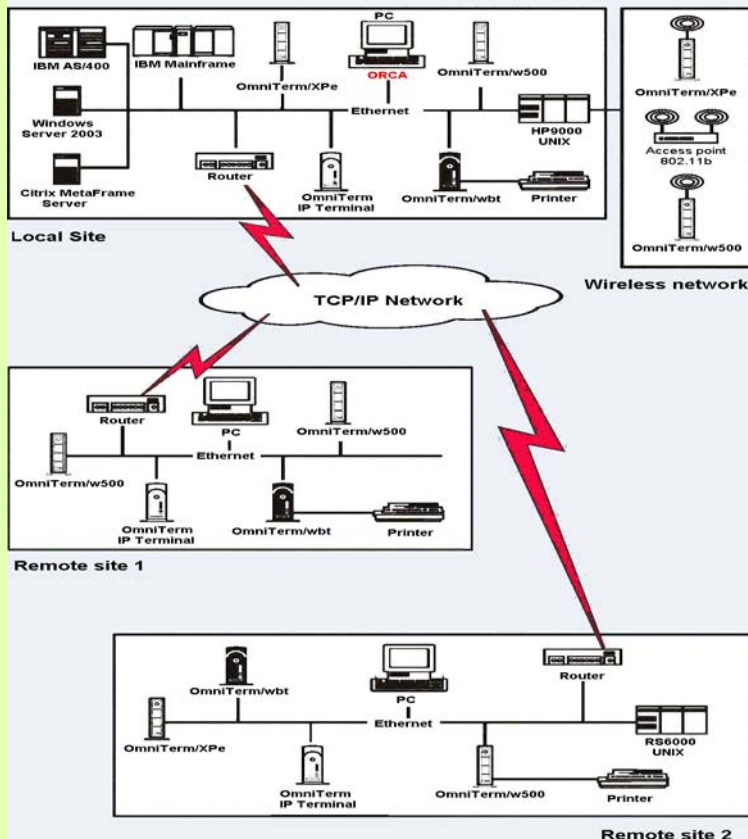 PC
IBM AS/400
IBM Mainframe
OmniTerm/XPe
ORCA
OmniTerm/w500
Ethernet
Windows
Server 2003
HP9000
UNIX
Citrix MetaFrame
Server
Router
OmniTerm
IP Terminal
OmniTerm/wbt
Printer
Local Site
OmniTerm/XPe
Access point
802.11b
OmniTerm/w500
Wireless network
TCP/IP Network
Router
PC
OmniTerm/w500
Ethernet
OmniTerm/w500
OmniTerm
IP Terminal
OmniTerm/wbt
Printer
Remote site 1
OmniTerm/wbt
PC
Router
Ethernet
OmniTerm/XPe
RS6000
UNIX
OmniTerm
IP Terminal
OmniTerm/w500
Printer
Remote site 2